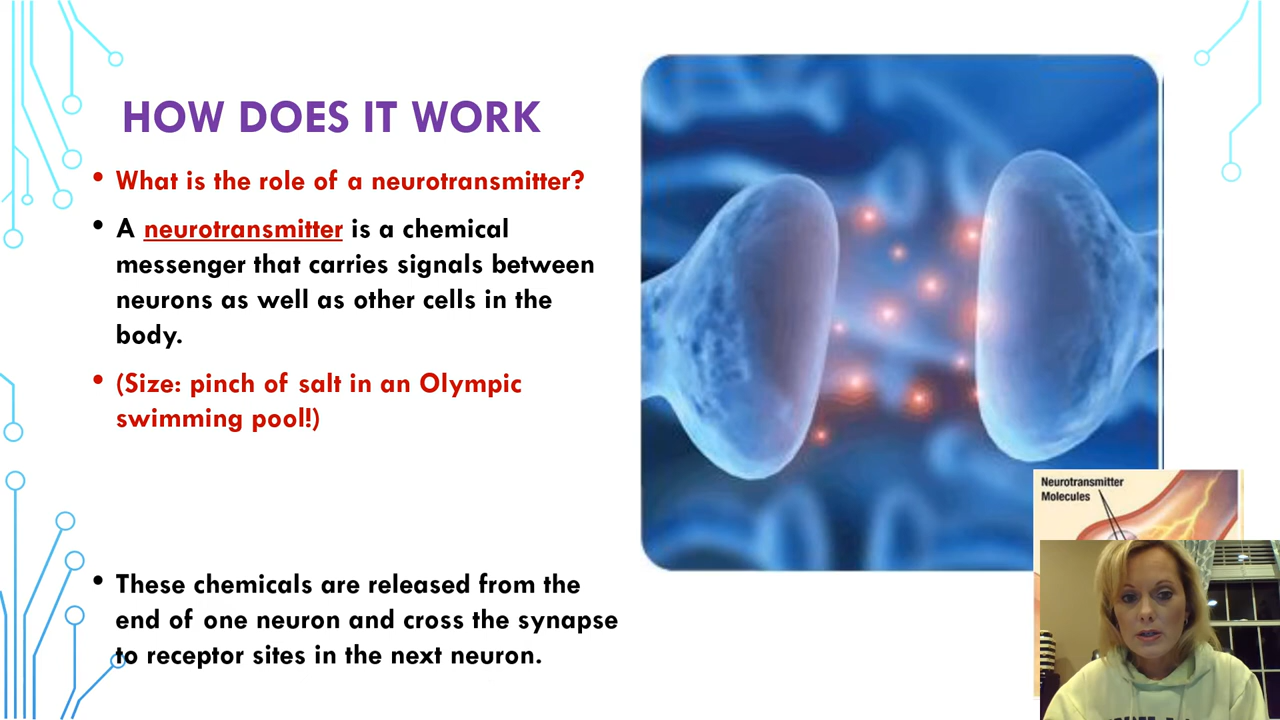 HOW DOES IT WORK
• What is the role of a neurotransmitter?
• A neurotransmitter is a chemical
messenger that carries signals between
neurons as well as other cells in the
body.
• (Size: pinch of salt in an Olympic
swimming pool!)
• These chemicals are released from the
end of one neuron and cross the synapse
to receptor sites in the next neuron.
Neurotransmitter
Molecules